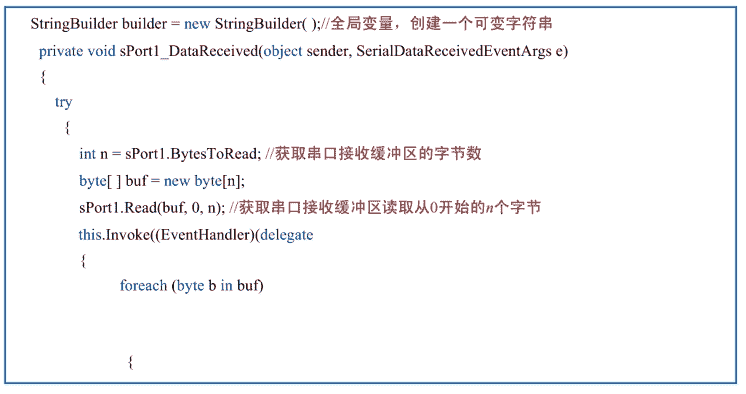 StringBuilder builder = new StringBuilder( );//全局变量，创建一个可变字符串
private void sPort1_DataReceived(object sender, SerialDataReceivedEventArgs e)
{
try
{
int n = sPort1.BytesToRead; //获取串口接收缓冲区的字节数
byte[ ] buf = new byte[n];
sPort1.Read(buf, 0, n); //获取串口接收缓冲区读取从0开始的n个字节
this.Invoke((EventHandler)(delegate
{
foreach (byte b in buf)
{